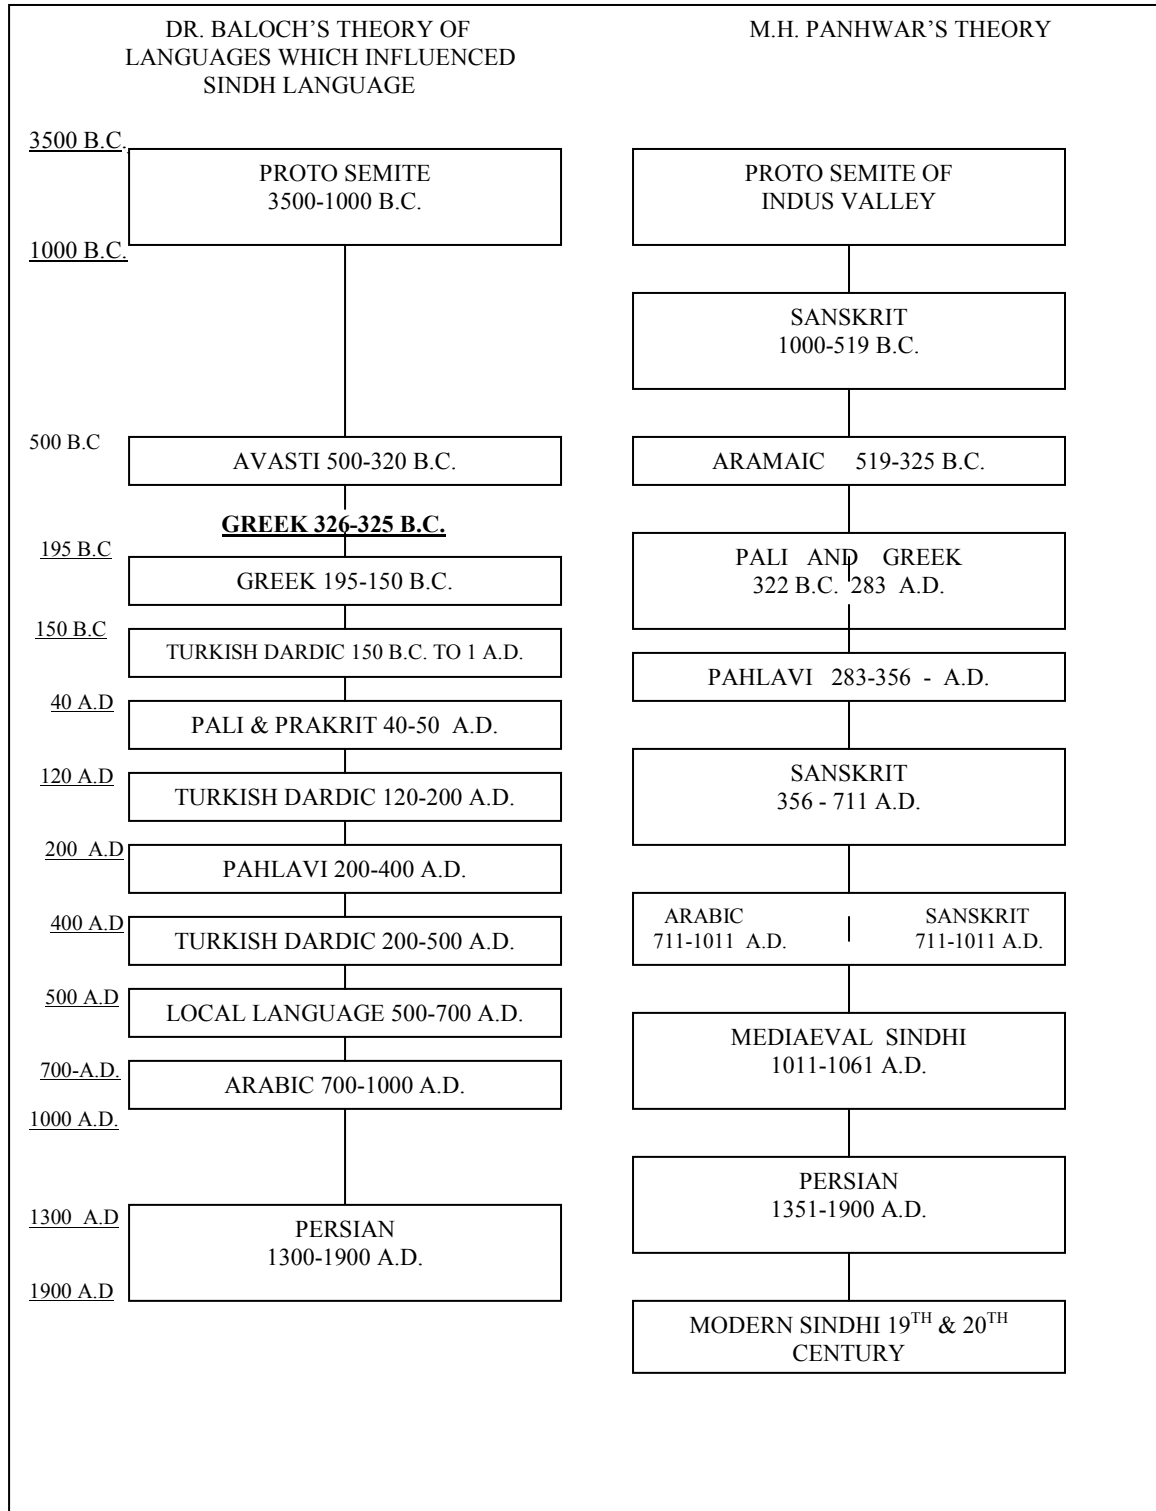 DR. BALOCH’S THEORY OF
LANGUAGES WHICH INFLUENCED
SINDH LANGUAGE
3500 B.C.
PROTO SEMITE
3500-1000 B.C.
1000 B.C.
500 B.C
AVASTI 500-320 B.C.
GREEK 326-325 B.C.
195 B.C
GREEK 195-150 B.C.
150 B.C
TURKISH DARDIC 150 B.C. TO 1 A.D.
40 A.D
PALI & PRAKRIT 40-50 A.D.
120 A.D
TURKISH DARDIC 120-200 A.D.
200 A.D
PAHLAVI 200-400 A.D.
400 A.D
TURKISH DARDIC 200-500 A.D.
500 A.D
LOCAL LANGUAGE 500-700 A.D.
700-A.D.
ARABIC 700-1000 A.D.
1000 A.D.
1300 A.D
PERSIAN
1300-1900 A.D.
1900 A.D
M.H. PANHWAR’S THEORY
PROTO SEMITE OF
INDUS VALLEY
SANSKRIT
1000-519 B.C.
ARAMAIC 519-325 B.C.
PALI AND GREEK
322 B.C. 283 A.D.
PAHLAVI 283-356 - A.D.
SANSKRIT
356 - 711 A.D.
ARABIC
711-1011 A.D.
SANSKRIT
711-1011 A.D.
MEDIAEVAL SINDHI
1011-1061 A.D.
PERSIAN
1351-1900 A.D.
MODERN SINDHI 19TH & 20TH
CENTURY